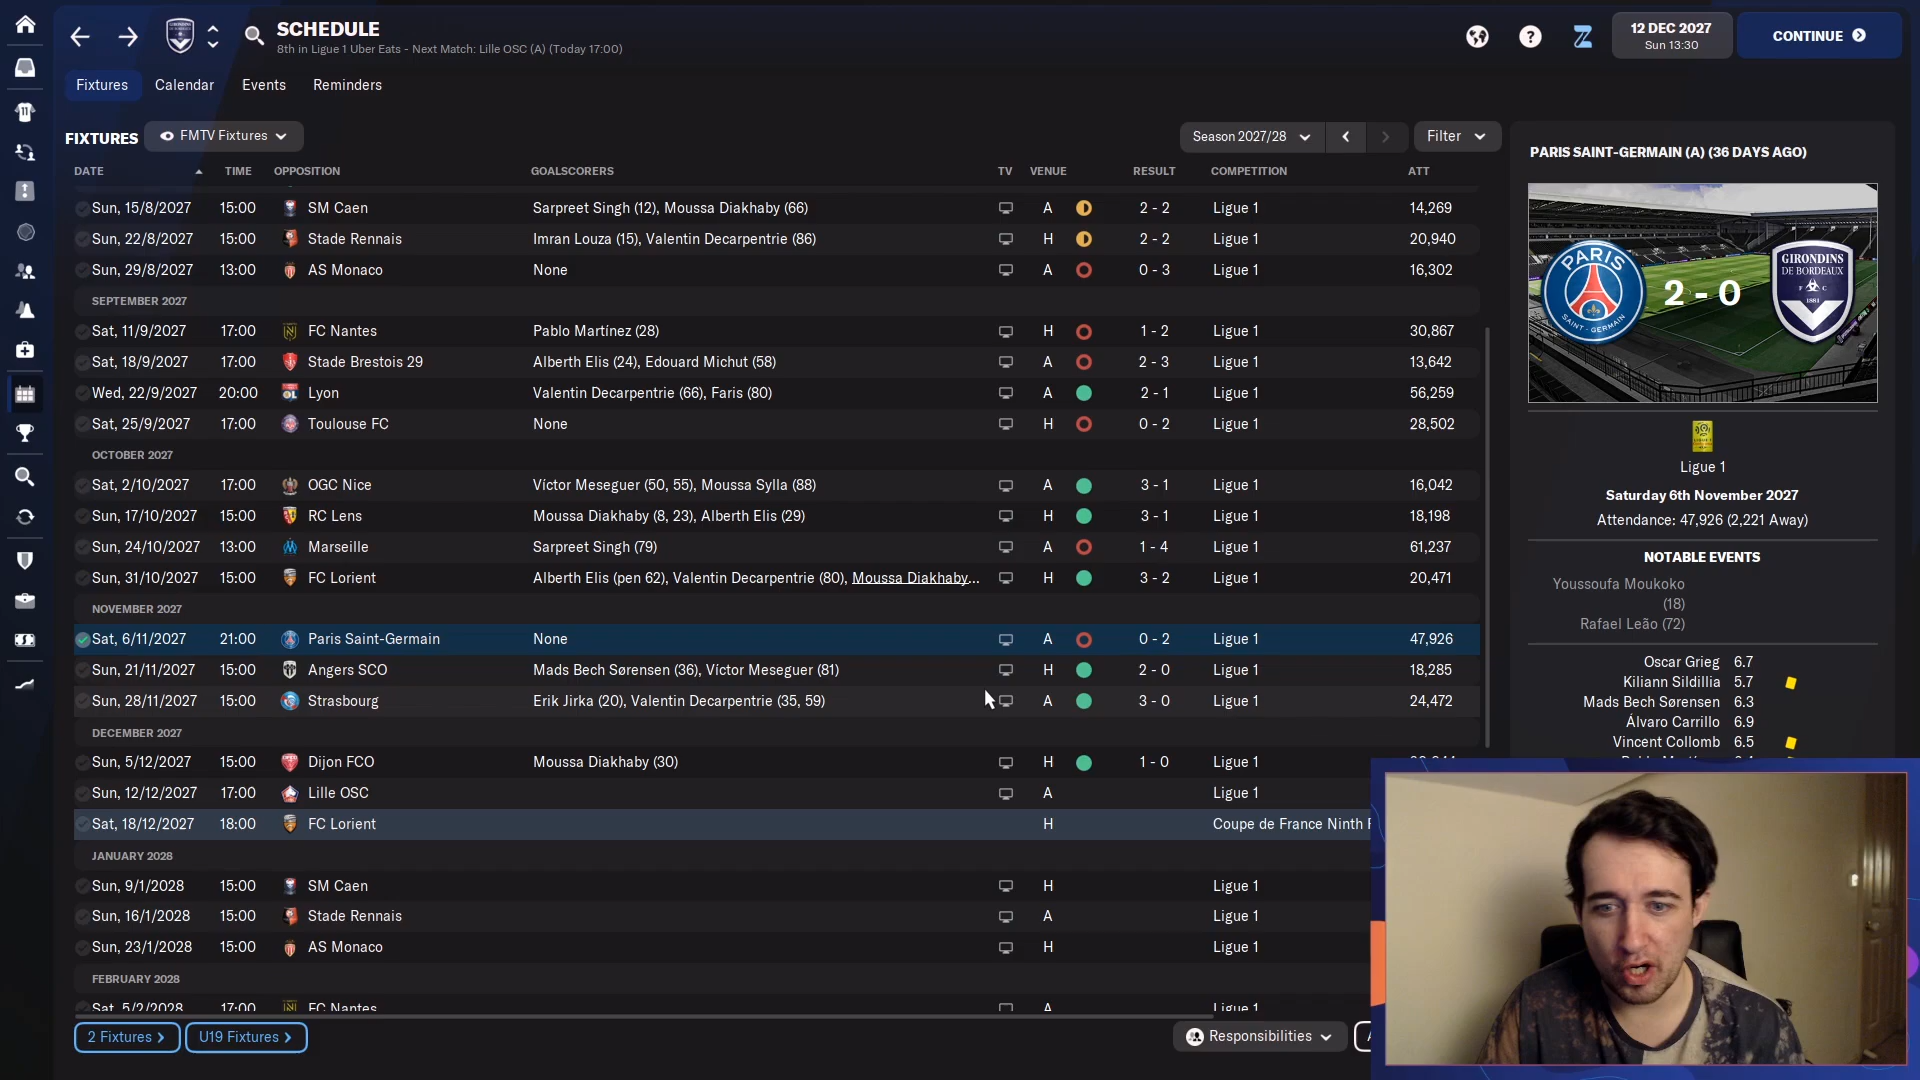 SCHEDULE
8th in Ligue 1 Uber Eats - Next Match: Lille OSC (A) (Today 17:00)
12 DEC 2027
Sun 13:30
CONTINUE
Fixtures Calendar Events Reminders
FIXTURES FMTV Fixtures Season 2027/28 Filter
DATE TIME OPPOSITION GOALSCORERS TV VENUE RESULT COMPETITION ATT
Sun, 15/8/2027 15:00 SM Caen Sarpreet Singh (12), Moussa Diakhaby (66) A 2 - 2 Ligue 1 14,269
Sun, 22/8/2027 15:00 Stade Rennais Imran Louza (15), Valentin Decarpentrie (86) H 2 - 2 Ligue 1 20,940
Sun, 29/8/2027 13:00 AS Monaco None A 0 - 3 Ligue 1 16,302
SEPTEMBER 2027
Sat, 11/9/2027 17:00 FC Nantes Pablo Martínez (28) H 1 - 2 Ligue 1 30,867
Sat, 18/9/2027 17:00 Stade Brestois 29 Alberth Elis (24), Edouard Michut (58) A 2 - 3 Ligue 1 13,642
Wed, 22/9/2027 20:00 Lyon Valentin Decarpentrie (66), Faris (80) A 2 - 1 Ligue 1 56,259
Sat, 25/9/2027 17:00 Toulouse FC None H 0 - 2 Ligue 1 28,502
OCTOBER 2027
Sat, 2/10/2027 17:00 OGC Nice Víctor Meseguer (50, 55), Moussa Sylla (88) A 3 - 1 Ligue 1 16,042
Sun, 17/10/2027 15:00 RC Lens Moussa Diakhaby (8, 23), Alberth Elis (29) H 3 - 1 Ligue 1 18,198
Sun, 24/10/2027 13:00 Marseille Sarpreet Singh (79) A 1 - 4 Ligue 1 61,237
Sun, 31/10/2027 15:00 FC Lorient Alberth Elis (pen 62), Valentin Decarpentrie (80), Moussa Diakhaby... H 3 - 2 Ligue 1 20,471
NOVEMBER 2027
Sat, 6/11/2027 21:00 Paris Saint-Germain None A 0 - 2 Ligue 1 47,926
Sun, 21/11/2027 15:00 Angers SCO Mads Bech Sørensen (36), Víctor Meseguer (81) H 2 - 0 Ligue 1 18,285
Sun, 28/11/2027 15:00 Strasbourg Erik Jirka (20), Valentin Decarpentrie (35, 59) A 3 - 0 Ligue 1 24,472
DECEMBER 2027
Sun, 5/12/2027 15:00 Dijon FCO Moussa Diakhaby (30) H 1 - 0 Ligue 1
Sun, 12/12/2027 17:00 Lille OSC A Ligue 1
Sat, 18/12/2027 18:00 FC Lorient H Coupe de France Ninth
JANUARY 2028
Sun, 9/1/2028 15:00 SM Caen H Ligue 1
Sun, 16/1/2028 15:00 Stade Rennais A Ligue 1
Sun, 23/1/2028 15:00 AS Monaco H Ligue 1
FEBRUARY 2028
Sat, 5/2/2028 17:00 FC Nantes A Ligue 1
2 Fixtures U19 Fixtures Responsibilities
PARIS SAINT-GERMAIN (A) (36 DAYS AGO)
PARIS
SAINT-GERMAIN
2 - 0
GIRONDINS
DE BORDEAUX
F C
1881
Ligue 1
Saturday 6th November 2027
Attendance: 47,926 (2,221 Away)
NOTABLE EVENTS
Youssoufa Moukoko
(18)
Rafael Leão (72)
Oscar Grieg 6.7
Kiliann Sildillia 5.7
Mads Bech Sørensen 6.3
Álvaro Carrillo 6.9
Vincent Collomb 6.5